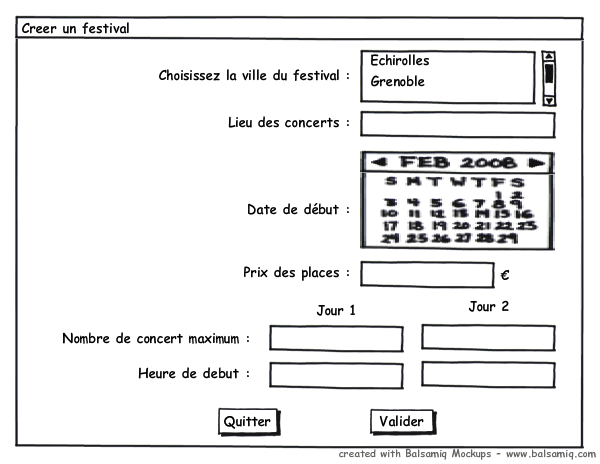 Creer un festival
Choisissez la ville du festival :
Echirolles
Grenoble
Lieu des concerts :
Date de début :
FEB 2008
S M T W T F S
1 2
3 4 5 6 7 8 9
10 11 12 13 14 15 16
17 18 19 20 21 22 23
24 25 26 27 28 29
Prix des places : €
Jour 1 Jour 2
Nombre de concert maximum :
Heure de debut :
Quitter Valider
created with Balsamiq Mockups - www.balsamiq.com